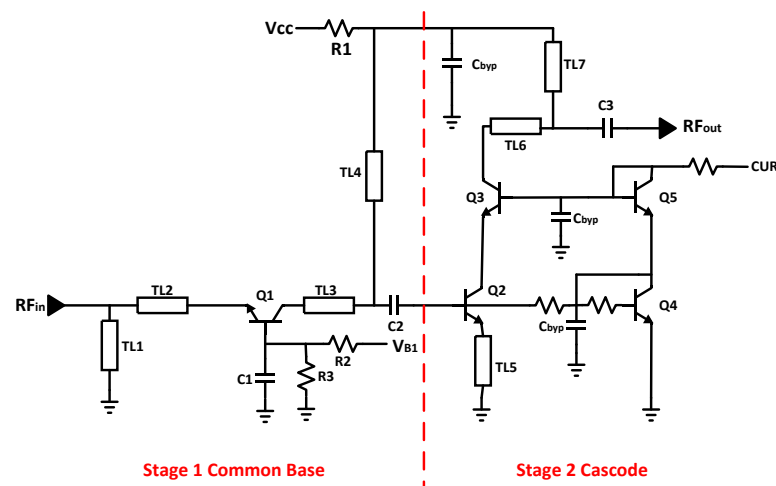 Vcc
R1
Cbyp
TL7
C3
RFout
TL6
CUR
TL4
Q3
Cbyp
Q5
RFin
TL2
Q1
TL3
C2
Q2
Q4
Cbyp
TL1
C1
R3
R2
VB1
TL5
Stage 1 Common Base
Stage 2 Cascode